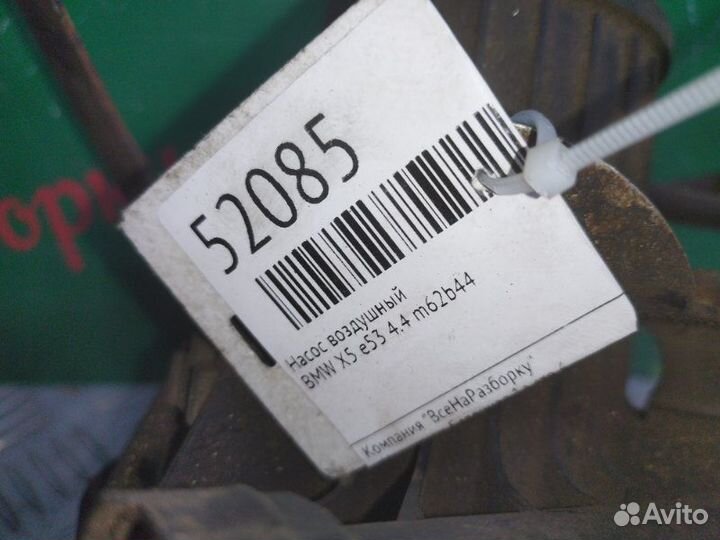 52085
Насос воздушный
BMW X5 e53 4.4 m62b44
Компания "ВсеНаРазборку"
Avito